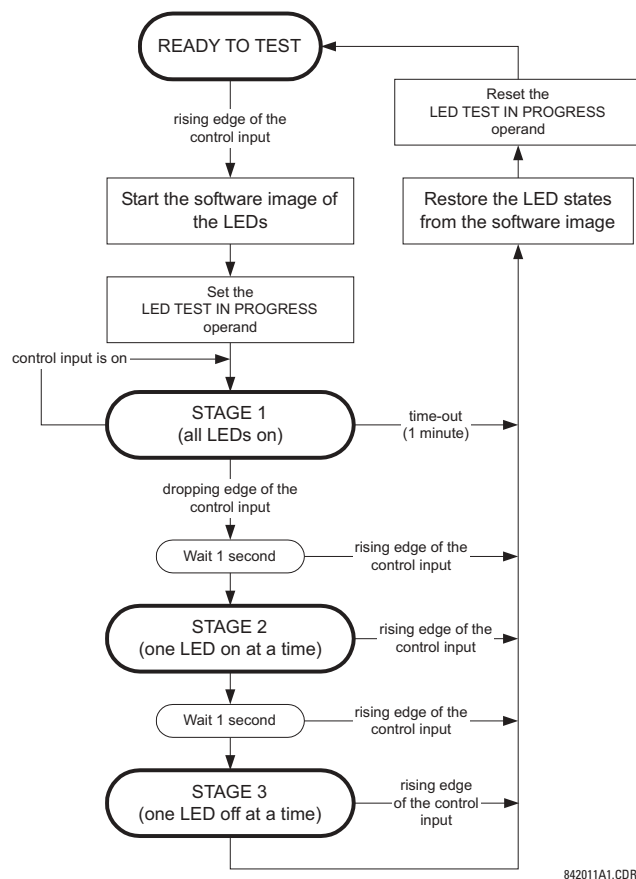 READY TO TEST
rising edge of the
control input
Start the software image of
the LEDs
Set the
LED TEST IN PROGRESS
operand
control input is on
STAGE 1
(all LEDs on)
time-out
(1 minute)
dropping edge of the
control input
Wait 1 second
rising edge of the
control input
STAGE 2
(one LED on at a time)
rising edge of the
control input
Wait 1 second
rising edge of the
control input
STAGE 3
(one LED off at a time)
rising edge
of the control
input
Restore the LED states
from the software image
Reset the
LED TEST IN PROGRESS
operand
842011A1.CDR